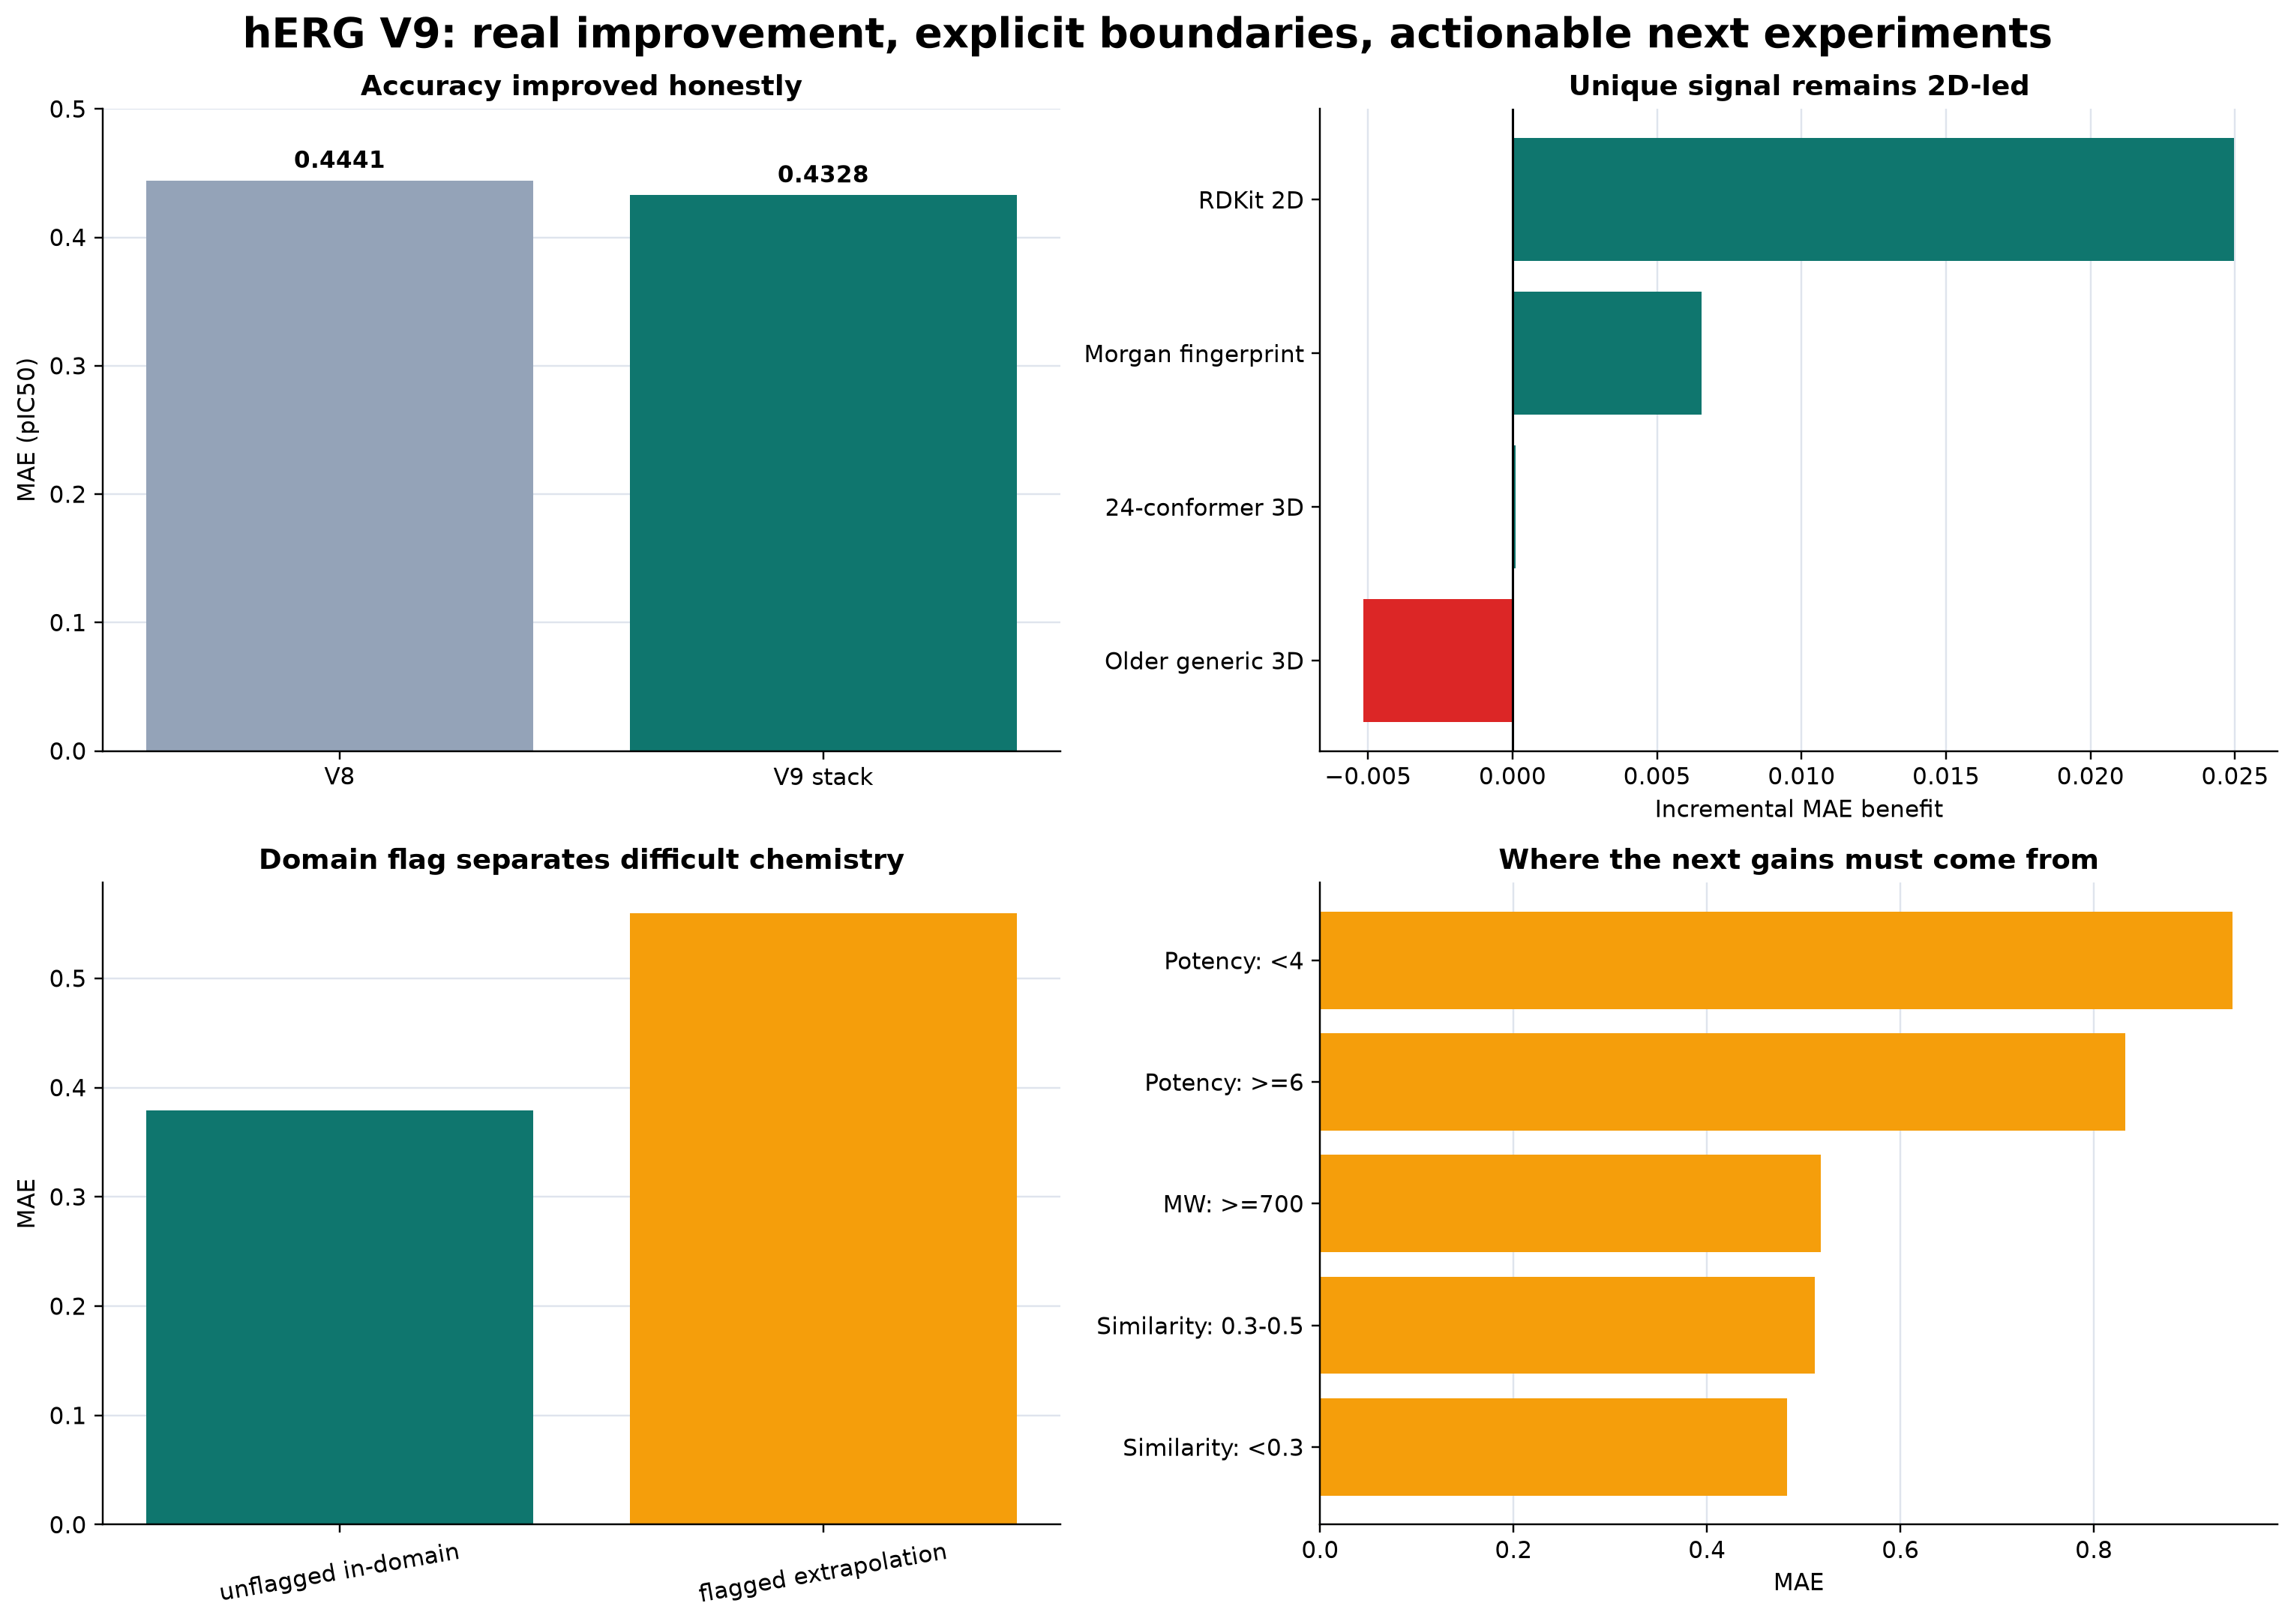 hERG V9: real improvement, explicit boundaries, actionable next experiments
Accuracy improved honestly
MAE (pIC50)
0.5
0.4
0.3
0.2
0.1
0.0
0.4441
0.4328
V8
V9 stack
Unique signal remains 2D-led
RDKit 2D
Morgan fingerprint
24-conformer 3D
Older generic 3D
−0.005
0.000
0.005
0.010
0.015
0.020
0.025
Incremental MAE benefit
Domain flag separates difficult chemistry
MAE
0.5
0.4
0.3
0.2
0.1
0.0
unflagged in-domain
flagged extrapolation
Where the next gains must come from
Potency: <4
Potency: >=6
MW: >=700
Similarity: 0.3-0.5
Similarity: <0.3
0.0
0.2
0.4
0.6
0.8
MAE